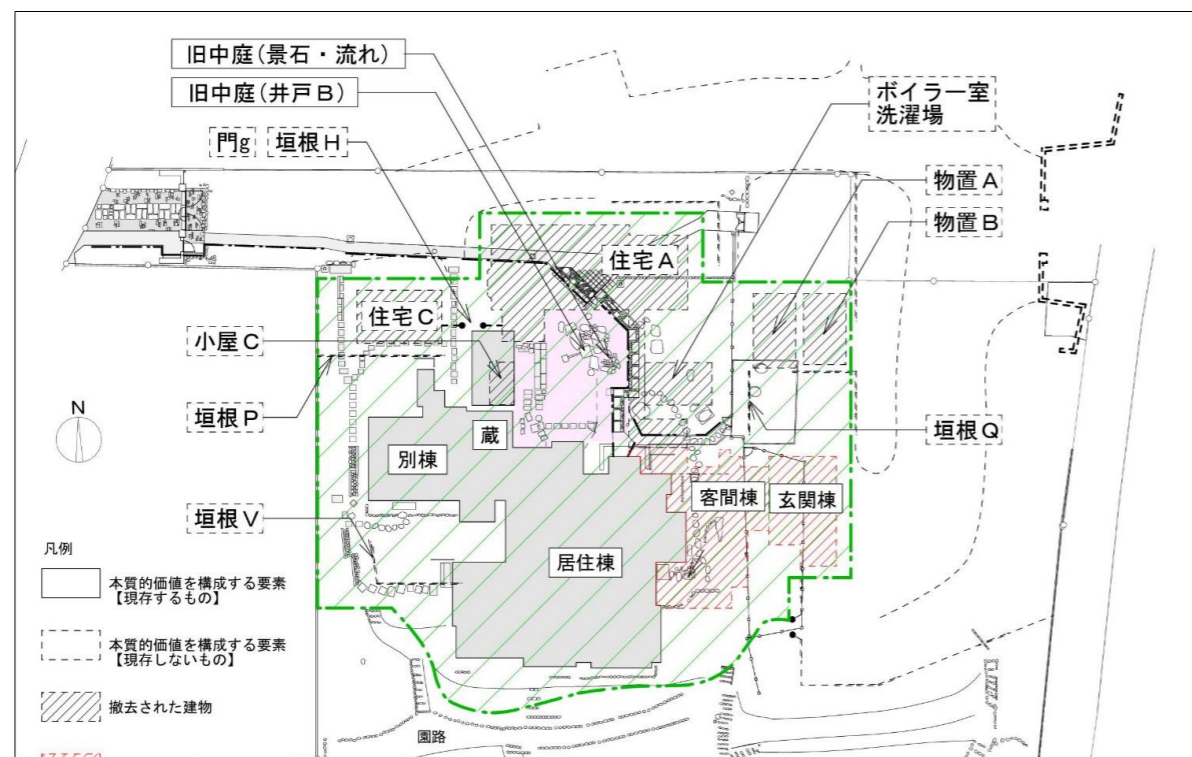 旧中庭(景石・流れ)
旧中庭(井戸B)
門g
垣根H
ボイラー室
洗濯場
物置A
物置B
住宅A
住宅C
小屋C
垣根P
蔵
別棟
垣根Q
客間棟
玄関棟
N
垣根V
居住棟
凡例
本質的価値を構成する要素
【現存するもの】
本質的価値を構成する要素
【現存しないもの】
撤去された建物
園路